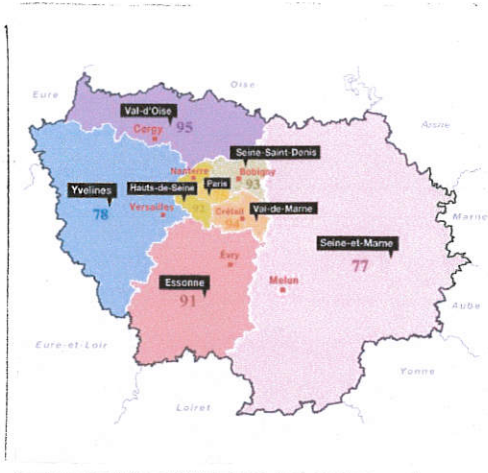 Oise
Eure
Val-d'Oise
95
Cergy
Aisne
Seine-Saint-Denis
Nanterre
Bobigny
93
Yvelines
78
Hauts-de-Seine
Paris
92
Versailles
Créteil
94
Val-de-Marne
Marne
Seine-et-Marne
77
Évry
Essonne
91
Melun
Aube
Eure-et-Loir
Yonne
Loiret